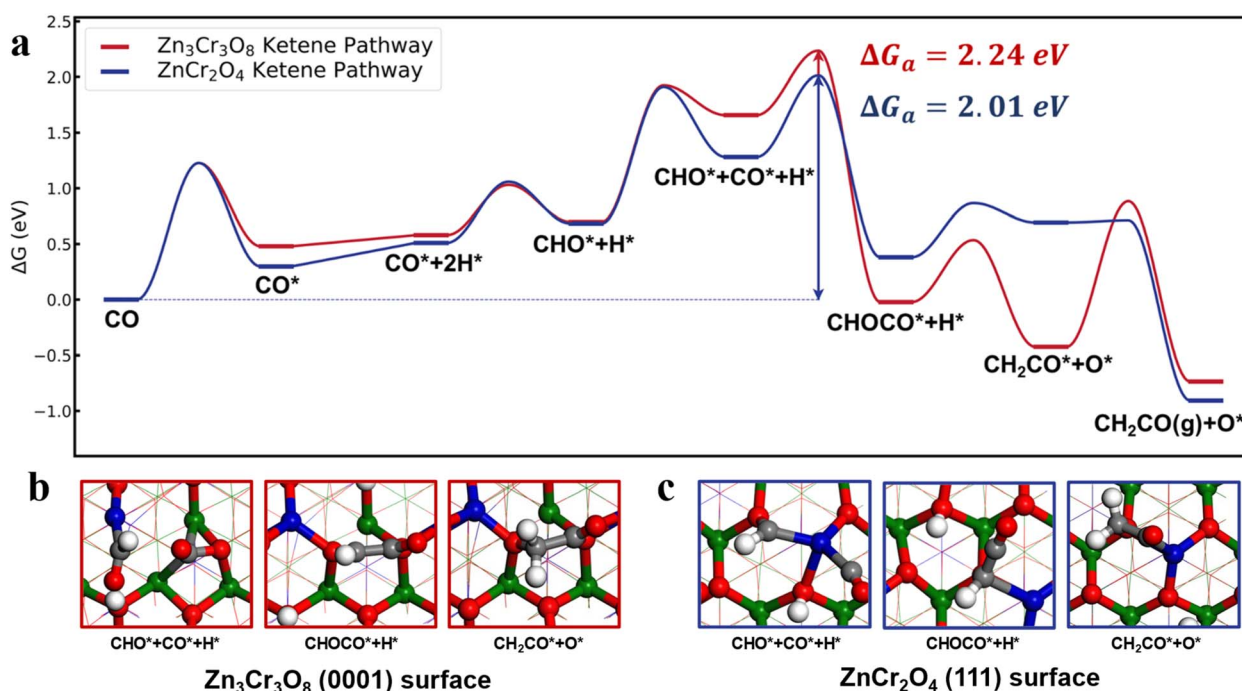 a
2.5
2.0
1.5
1.0
0.5
0.0
−0.5
−1.0
ΔG (eV)
Zn₃Cr₃O₈ Ketene Pathway
ZnCr₂O₄ Ketene Pathway
ΔGₐ = 2.24 eV
ΔGₐ = 2.01 eV
CO
CO*
CO*+2H*
CHO*+H*
CHO*+CO*+H*
CHOCO*+H*
CH₂CO*+O*
CH₂CO(g)+O*
b
CHO*+CO*+H*
CHOCO*+H*
CH₂CO*+O*
Zn₃Cr₃O₈ (0001) surface
c
CHO*+CO*+H*
CHOCO*+H*
CH₂CO*+O*
ZnCr₂O₄ (111) surface